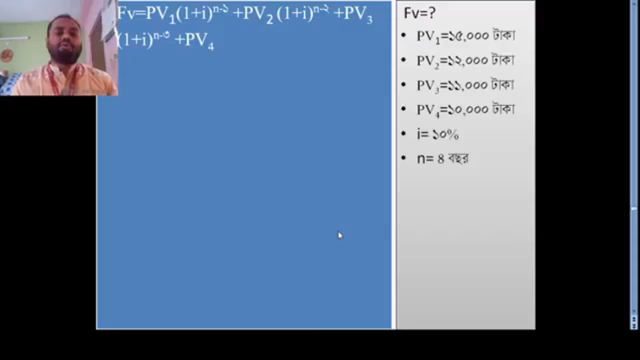 Fv=PV₁(1+i)ⁿ⁻১ +PV₂ (1+i)ⁿ⁻২ +PV₃
(1+i)ⁿ⁻৩ +PV₄
Fv=?
• PV₁=১৫,০০০ টাকা
• PV₂=১২,০০০ টাকা
• PV₃=১১,০০০ টাকা
• PV₄=১০,০০০ টাকা
• i= ১০%
• n= ৪ বছর